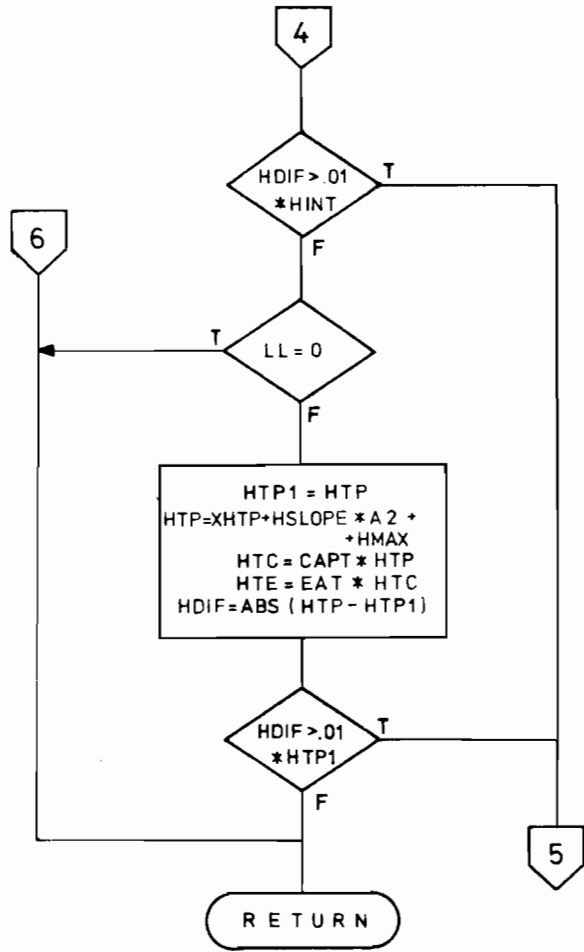 4
HDIF>.01
*HINT
T
F
6
LL=0
T
F
HTP1 = HTP
HTP=XHTP+HSLOPE*A2 +
+HMAX
HTC=CAPT* HTP
HTE=EAT * HTC
HDIF=ABS (HTP-HTP1)
HDIF>.01
*HTP1
T
F
5
RETURN